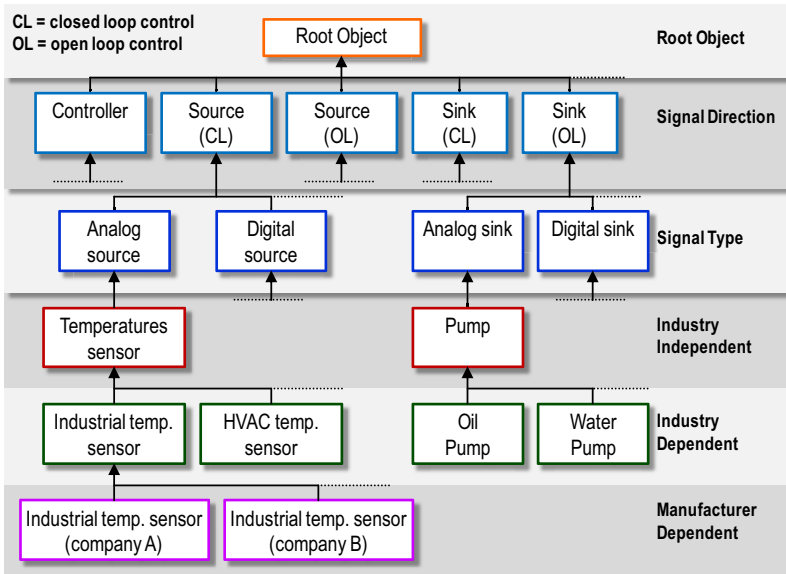 CL = closed loop control
OL = open loop control
Root Object
Root Object
Controller
Source
(CL)
Source
(OL)
Sink
(CL)
Sink
(OL)
Signal Direction
Analog
source
Digital
source
Analog sink
Digital sink
Signal Type
Temperatures
sensor
Pump
Industry
Independent
Industrial temp.
sensor
HVAC temp.
sensor
Oil
Pump
Water
Pump
Industry
Dependent
Industrial temp. sensor
(company A)
Industrial temp. sensor
(company B)
Manufacturer
Dependent